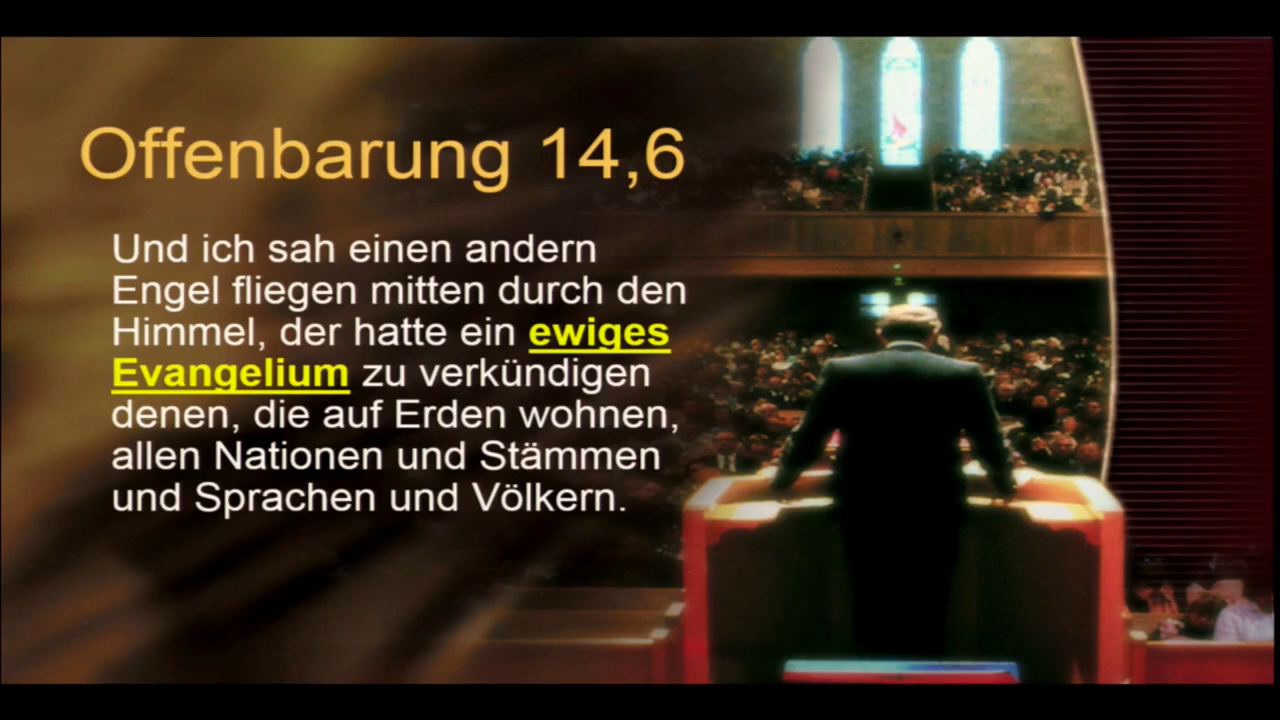 Offenbarung 14,6
Und ich sah einen andern
Engel fliegen mitten durch den
Himmel, der hatte ein ewiges
Evangelium zu verkündigen
denen, die auf Erden wohnen,
allen Nationen und Stämmen
und Sprachen und Völkern.